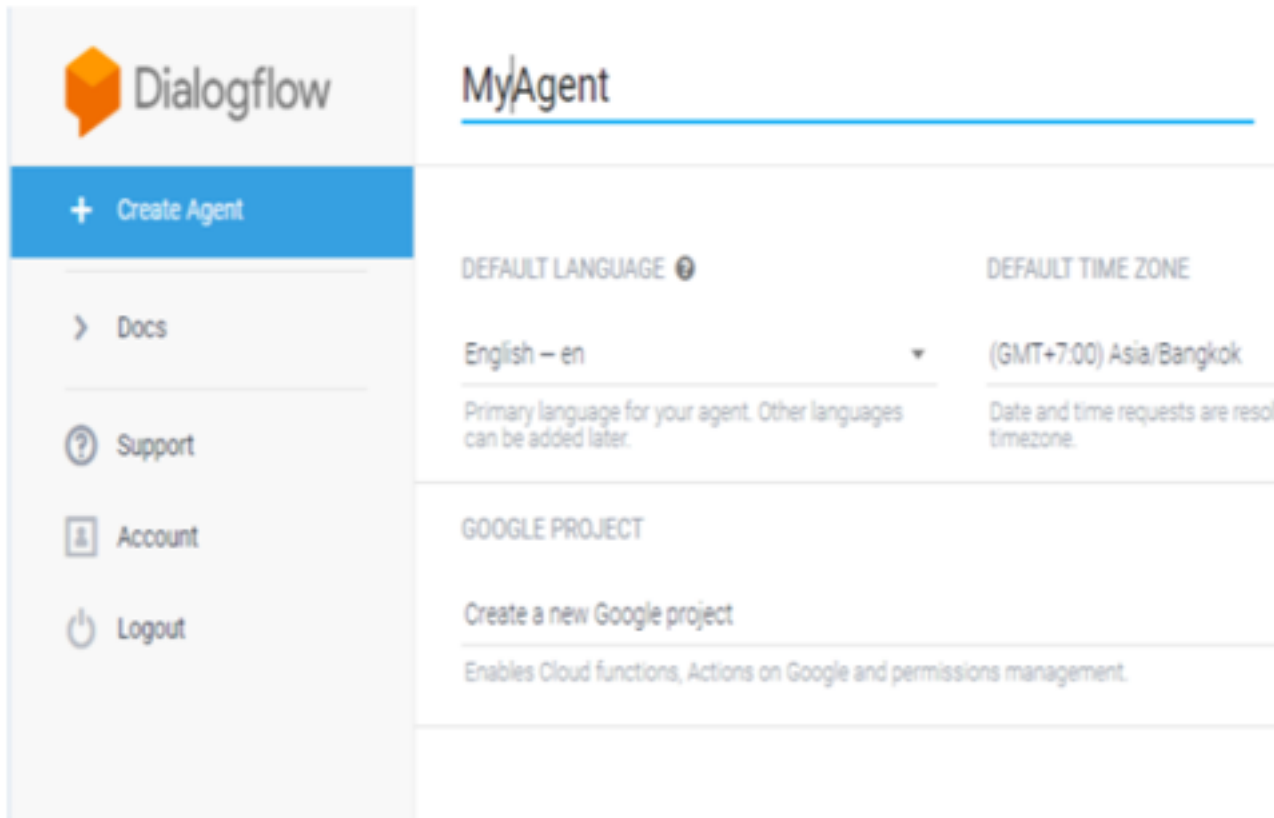 Dialogflow
MyAgent
Create Agent
DEFAULT LANGUAGE
DEFAULT TIME ZONE
Docs
English – en
(GMT+7:00) Asia/Bangkok
Primary language for your agent. Other languages
can be added later.
Date and time requests are resol
timezone.
Support
GOOGLE PROJECT
Account
Create a new Google project
Logout
Enables Cloud functions, Actions on Google and permissions management.